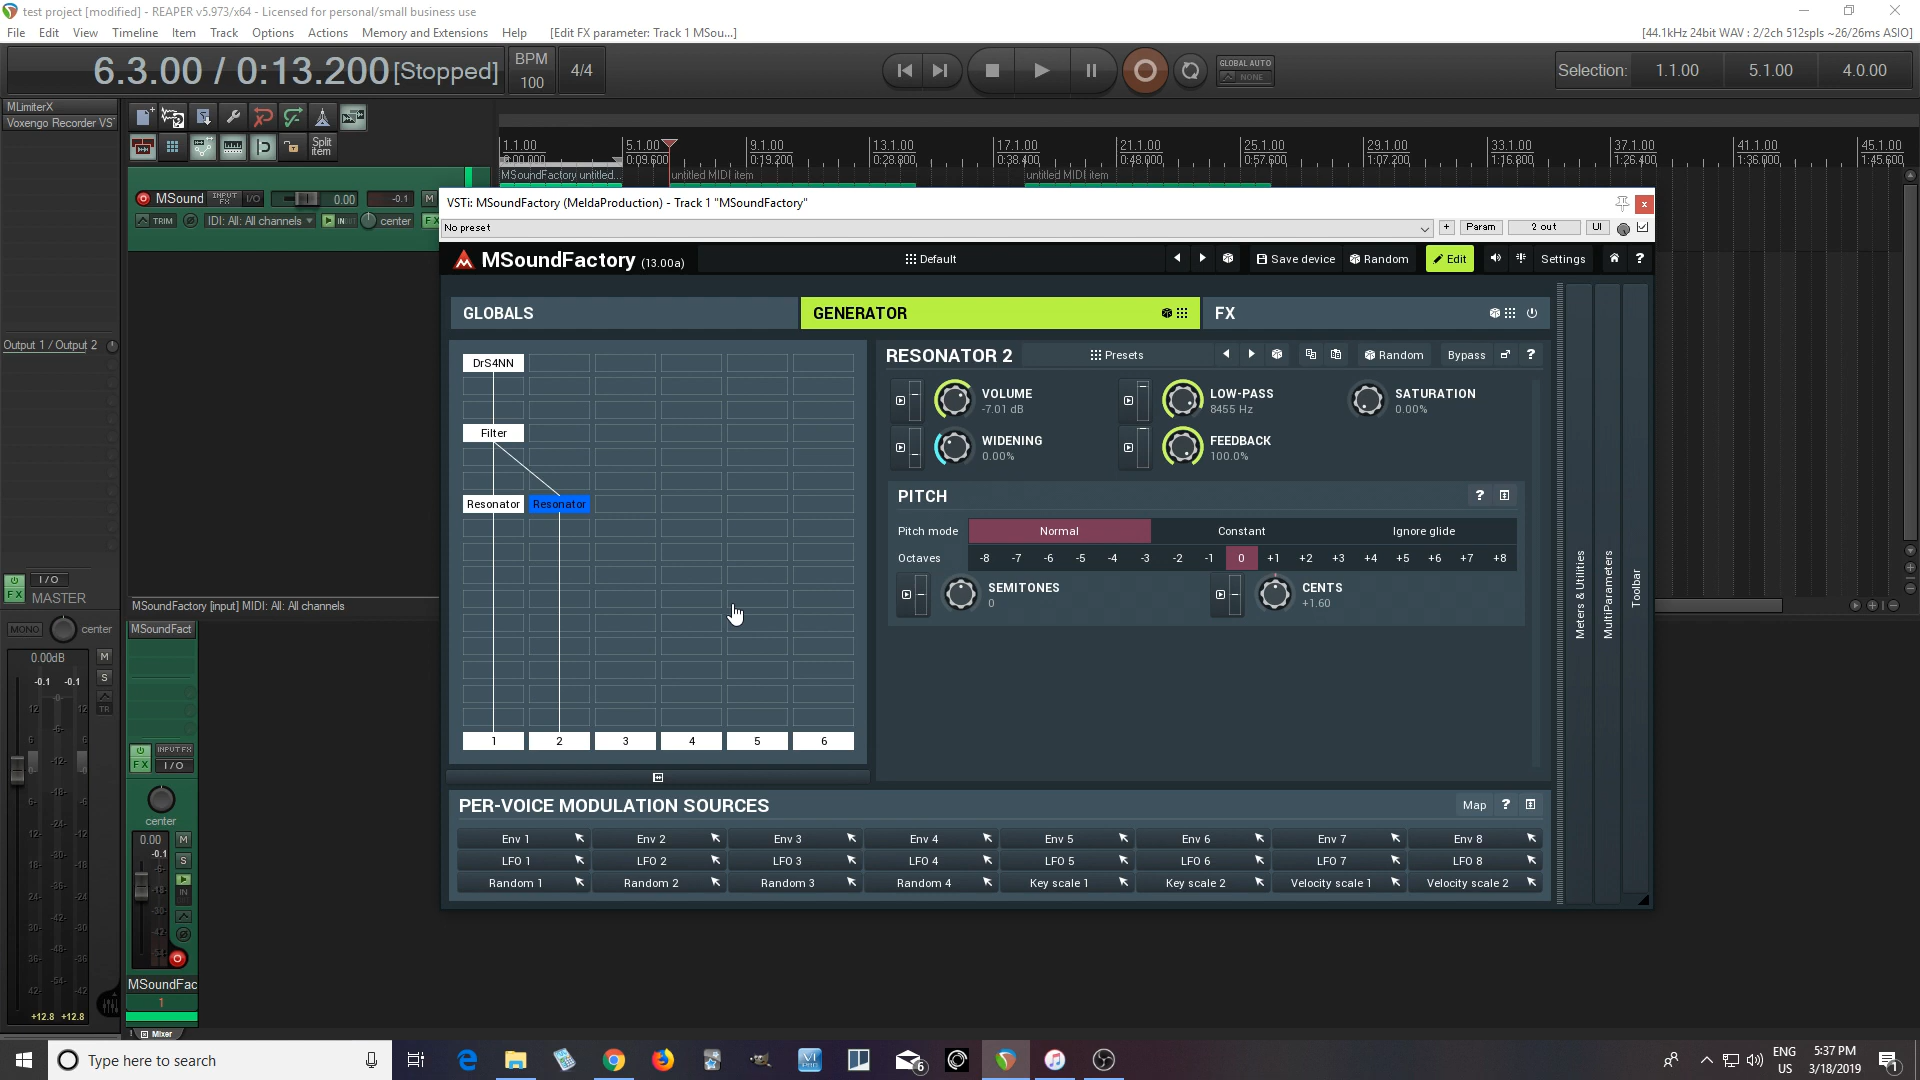 test project [modified] - REAPER v5.973/x64 - Licensed for personal/small business use
File Edit View Timeline Item Track Options Actions Memory and Extensions Help [Edit FX parameter: Track 1 MSou...]
[44.1kHz 24bit WAV : 2/2ch 512spls ~26/26ms ASIO]
6.3.00 / 0:13.200 [Stopped]
BPM
100
4/4
GLOBAL AUTO
NONE
Selection: 1.1.00 5.1.00 4.0.00
MLimiterX
Voxengo Recorder VS
Split
item
1.1.00 5.1.00 9.1.00 13.1.00 17.1.00 21.1.00 25.1.00 29.1.00 33.1.00 37.1.00 41.1.00 45.1.00
0:00.000 0:09.600 0:19.200 0:28.800 0:38.400 0:48.000 0:57.600 1:07.200 1:16.800 1:26.400 1:36.000 1:45.600
MSoundFactory untitled... untitled MIDI item untitled MIDI item
MSound INPUT FX I/O 0.00 -0.1 M
TRIM IDI: All: All channels IN center FX
VSTi: MSoundFactory (MeldaProduction) - Track 1 "MSoundFactory"
No preset + Param 2 out UI
MSoundFactory (13.00a) Default Save device Random Edit Settings ?
GLOBALS GENERATOR FX
DrS4NN
Filter
Resonator Resonator
1 2 3 4 5 6
RESONATOR 2 Presets Random Bypass ?
VOLUME
-7.01 dB
LOW-PASS
8455 Hz
SATURATION
0.00%
WIDENING
0.00%
FEEDBACK
100.0%
PITCH ?
Pitch mode Normal Constant Ignore glide
Octaves -8 -7 -6 -5 -4 -3 -2 -1 0 +1 +2 +3 +4 +5 +6 +7 +8
SEMITONES
0
CENTS
+1.60
Meters & Utilities
MultiParameters
Toolbar
PER-VOICE MODULATION SOURCES Map ?
Env 1 Env 2 Env 3 Env 4 Env 5 Env 6 Env 7 Env 8
LFO 1 LFO 2 LFO 3 LFO 4 LFO 5 LFO 6 LFO 7 LFO 8
Random 1 Random 2 Random 3 Random 4 Key scale 1 Key scale 2 Velocity scale 1 Velocity scale 2
Output 1 / Output 2
I/O
FX MASTER
MONO center
0.00dB M
-0.1 -0.1 S
TR
+12.8 +12.8
MSoundFactory [input] MIDI: All: All channels
MSoundFact
INPUT FX
FX I/O
center
0.00 M
-0.1 S
IN
MSoundFac
1
Mixer
Type here to search
6
ENG
US
5:37 PM
3/18/2019
1